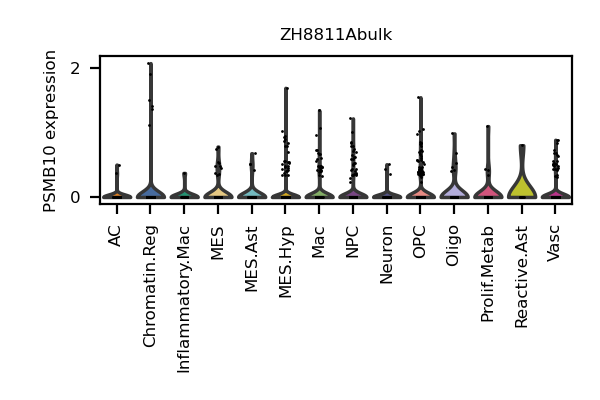 ZH8811Abulk
PSMB10 expression
2
0
AC
Chromatin.Reg
Inflammatory.Mac
MES
MES.Ast
MES.Hyp
Mac
NPC
Neuron
OPC
Oligo
Prolif.Metab
Reactive.Ast
Vasc